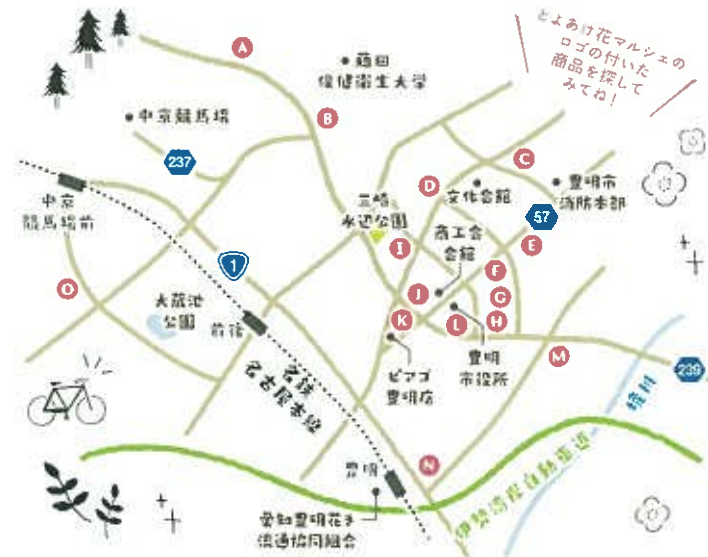 とよあけ花マルシェの
ロゴの付いた
商品を探して
みてね!
A
藤田
保健衛生大学
B
中京競馬場
237
C
中京
競馬場前
三崎
水辺公園
D
文化会館
豊明市
消防本部
57
I
商工会
会館
E
1
F
O
J
G
大蔵池
公園
前後
K
L
H
M
ピアゴ
豊明店
豊明
市役所
239
名鉄
名古屋本線
境川
豊明
N
伊勢湾岸自動車道
愛知豊明花き
流通協同組合